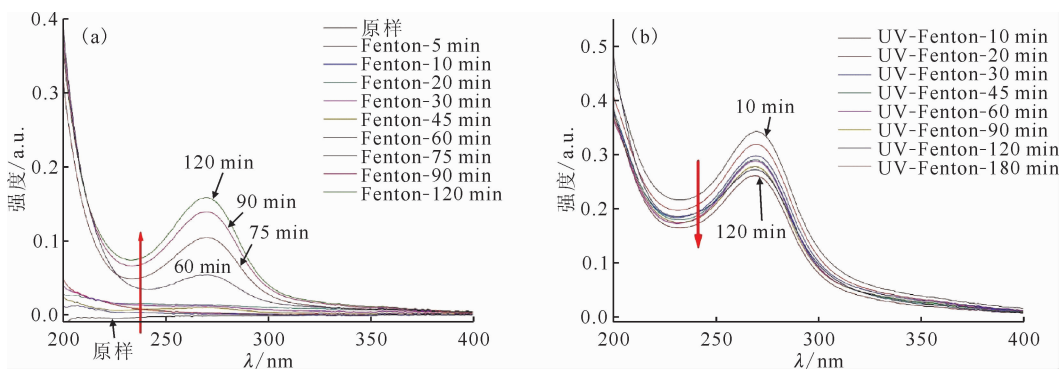 (a)
原样
Fenton-5 min
Fenton-10 min
Fenton-20 min
Fenton-30 min
Fenton-45 min
Fenton-60 min
Fenton-75 min
Fenton-90 min
Fenton-120 min
120 min
90 min
75 min
60 min
原样
强度/a.u.
0.4
0.3
0.2
0.1
0.0
200
250
300
350
400
λ/nm
(b)
UV-Fenton-10 min
UV-Fenton-20 min
UV-Fenton-30 min
UV-Fenton-45 min
UV-Fenton-60 min
UV-Fenton-90 min
UV-Fenton-120 min
UV-Fenton-180 min
10 min
120 min
强度/a.u.
0.5
0.4
0.3
0.2
0.1
0.0
200
250
300
350
400
λ/nm